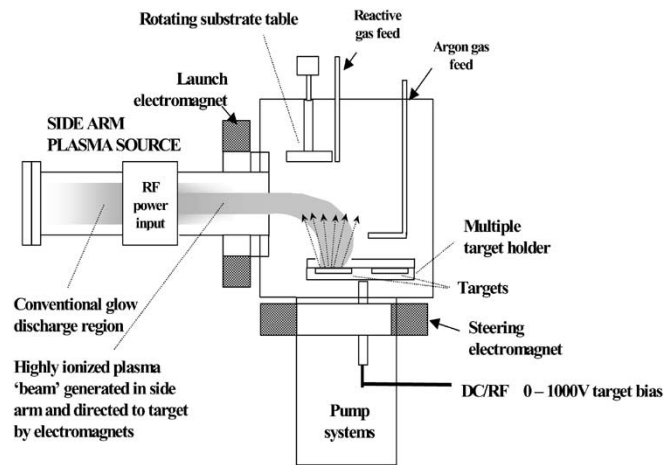 Rotating substrate table
Reactive
gas feed
Argon gas
feed
Launch
electromagnet
SIDE ARM
PLASMA SOURCE
RF
power
input
Multiple
target holder
Targets
Conventional glow
discharge region
Steering
electromagnet
Highly ionized plasma
‘beam’ generated in side
arm and directed to target
by electromagnets
DC/RF 0 – 1000V target bias
Pump
systems